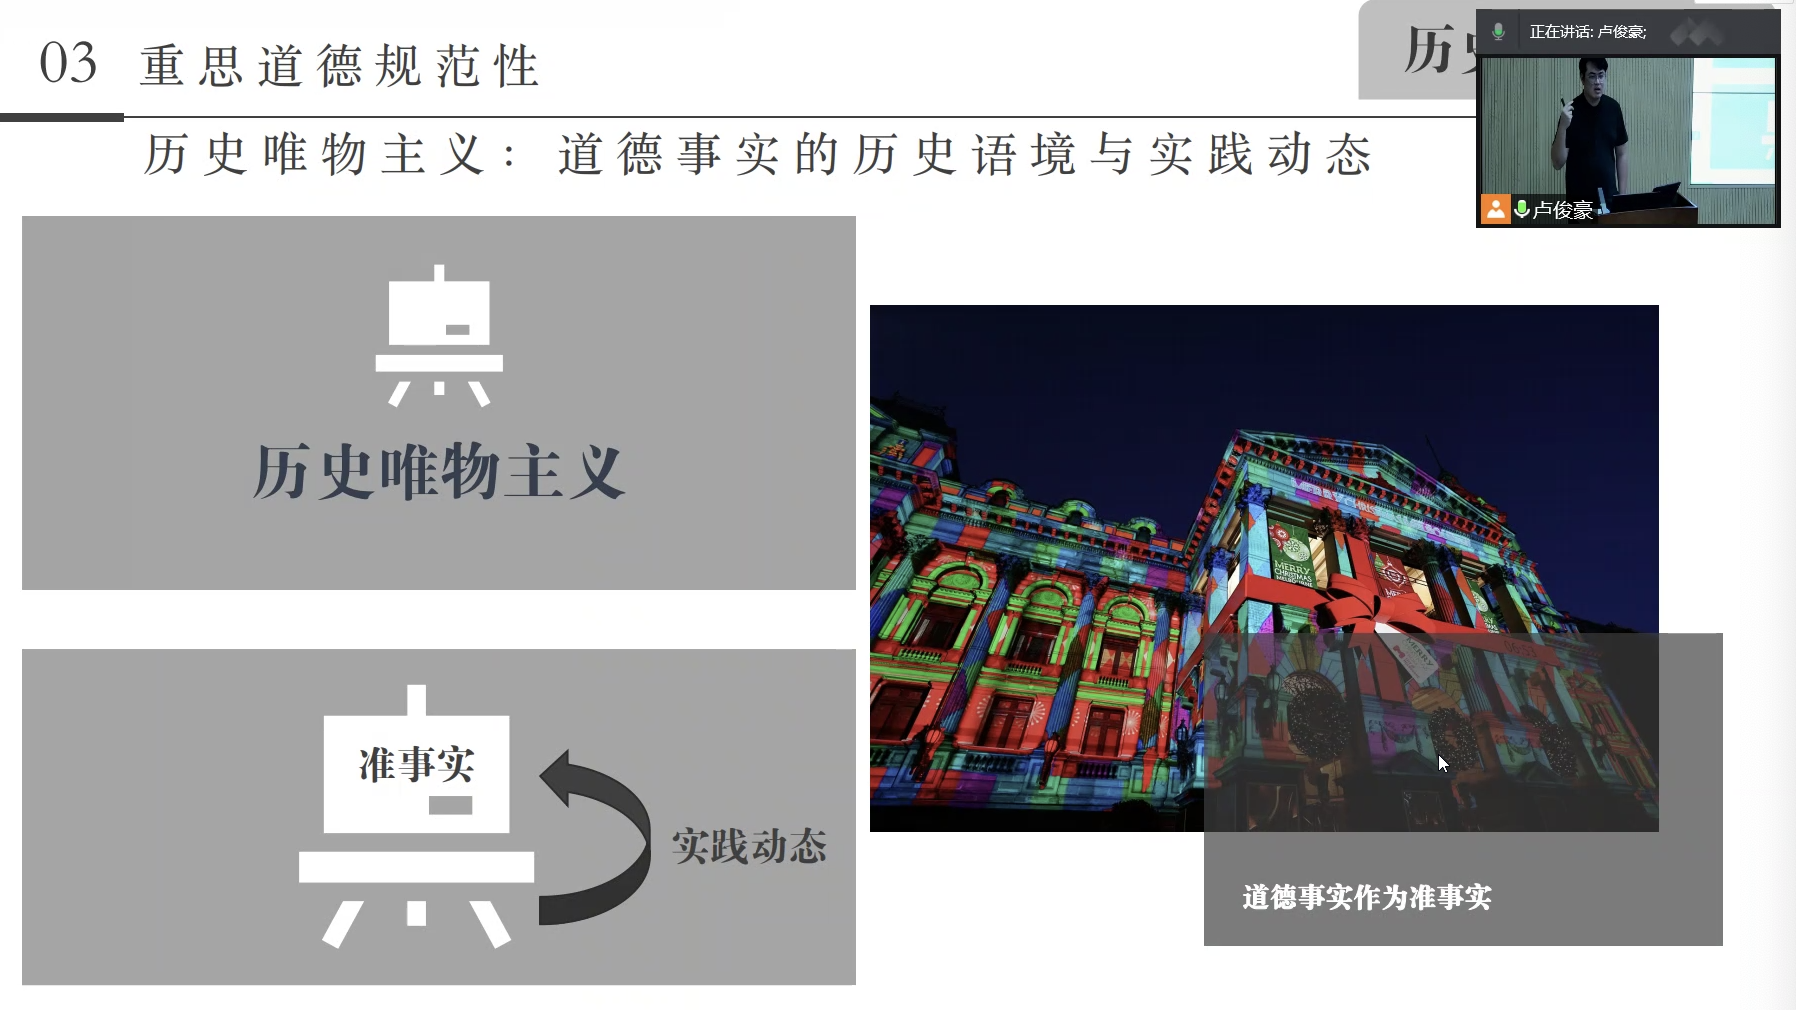 03 重思道德规范性
正在讲话: 卢俊豪;
历史唯物主义： 道德事实的历史语境与实践动态
卢俊豪
历史唯物主义
MERRY
CHRISTMAS
MELBOURNE
MERRY
准事实
实践动态
道德事实作为准事实